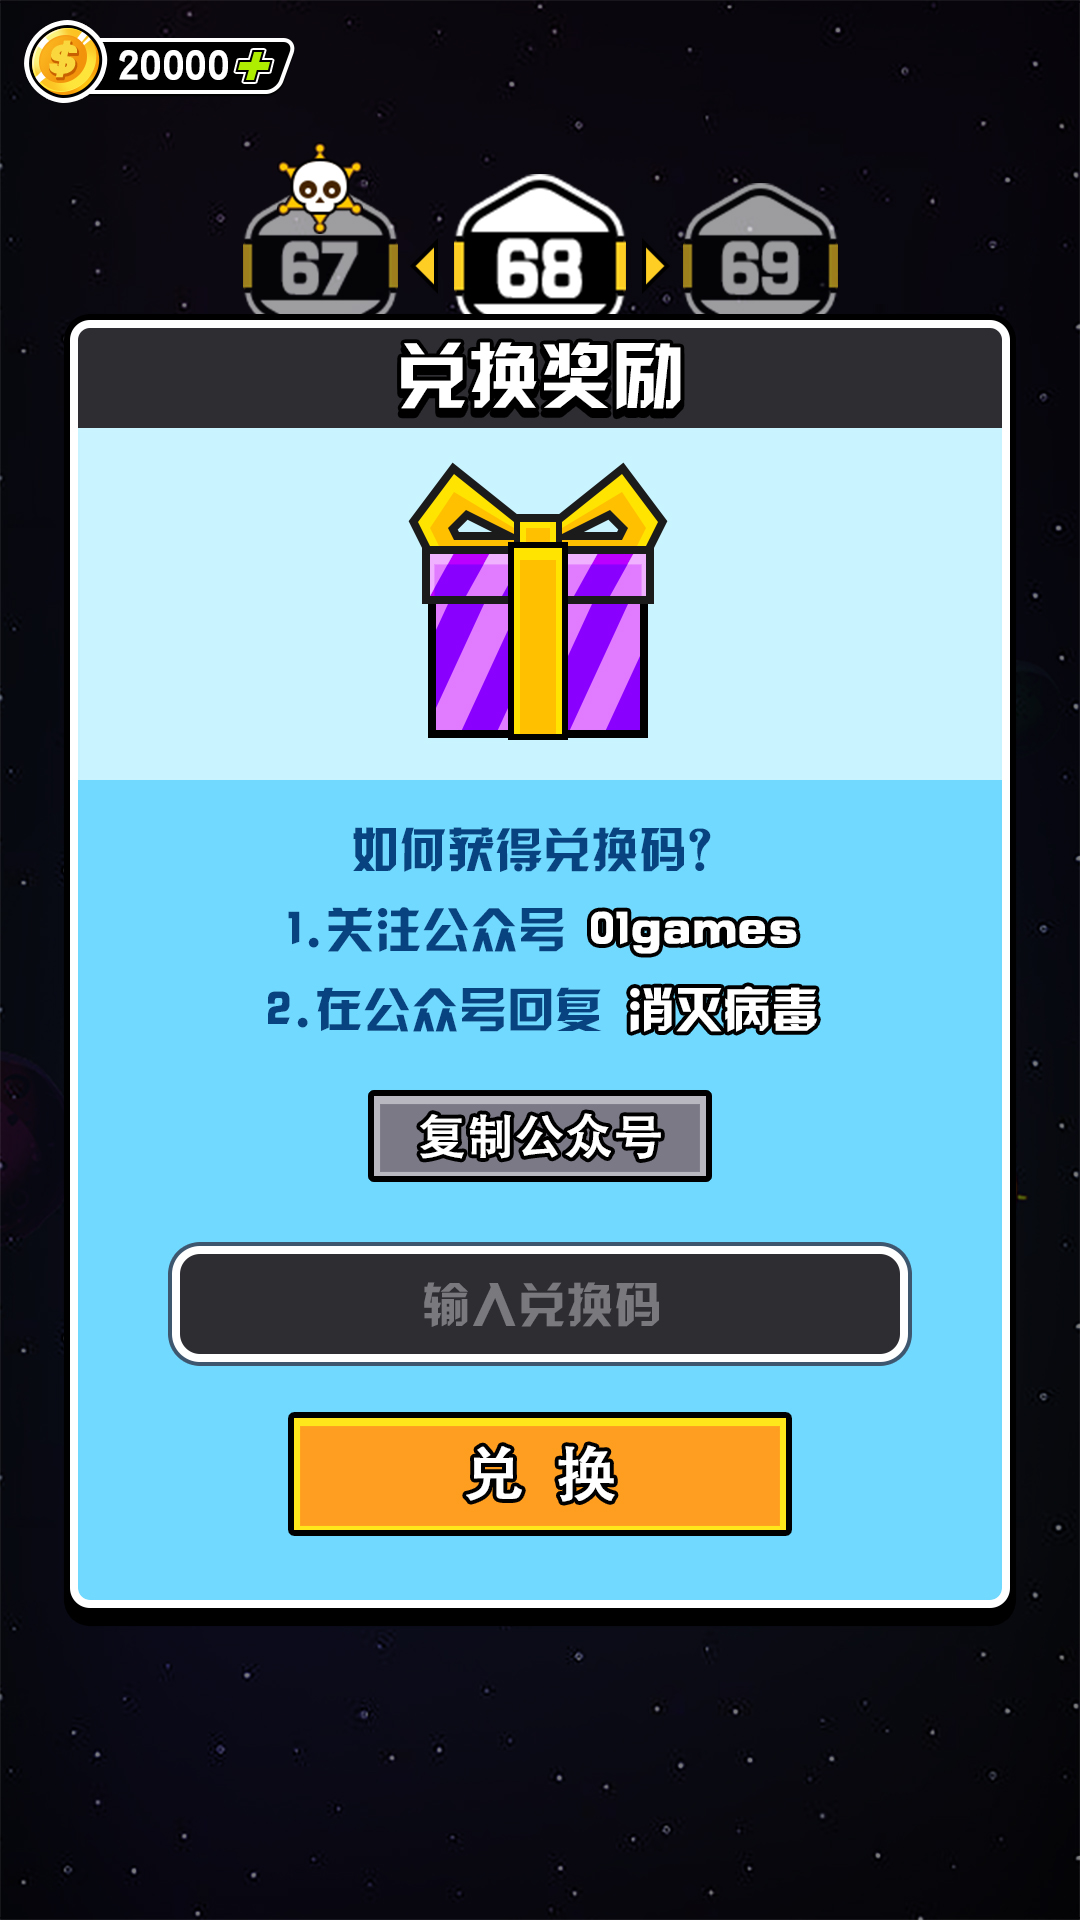 20000
67 68 69
兑换奖励
如何获得兑换码?
1.关注公众号 01games
2.在公众号回复 消灭病毒
复制公众号
输入兑换码
兑 换